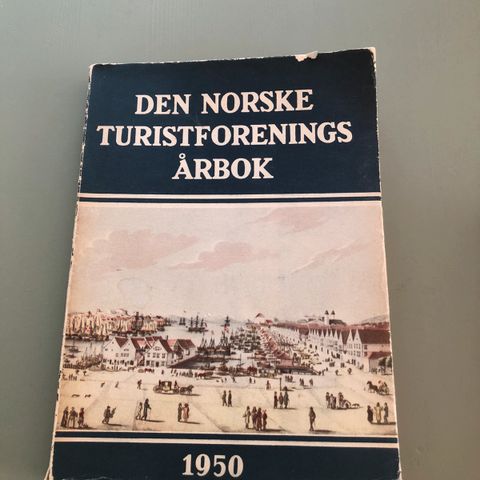 DEN NORSKE
TURISTFORENINGS
ÅRBOK
1950